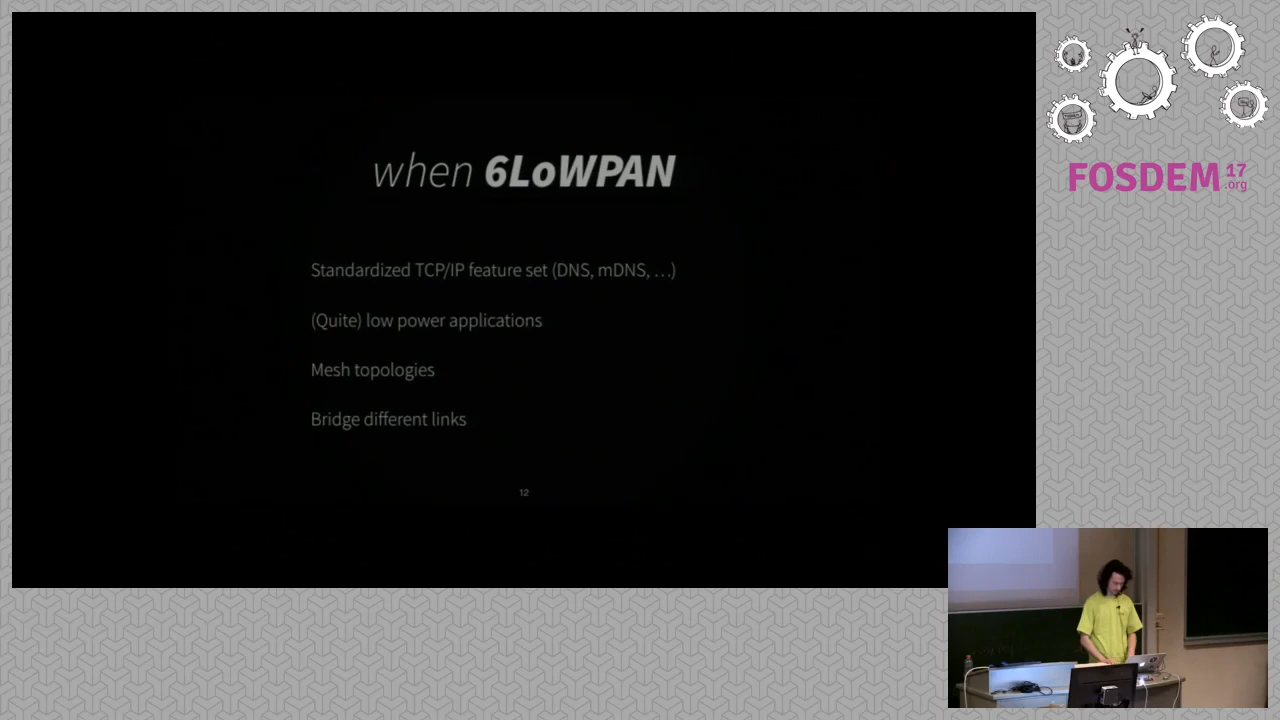 when 6LoWPAN
Standardized TCP/IP feature set (DNS, mDNS, …)
(Quite) low power applications
Mesh topologies
Bridge different links
12
FOSDEM 17 .org